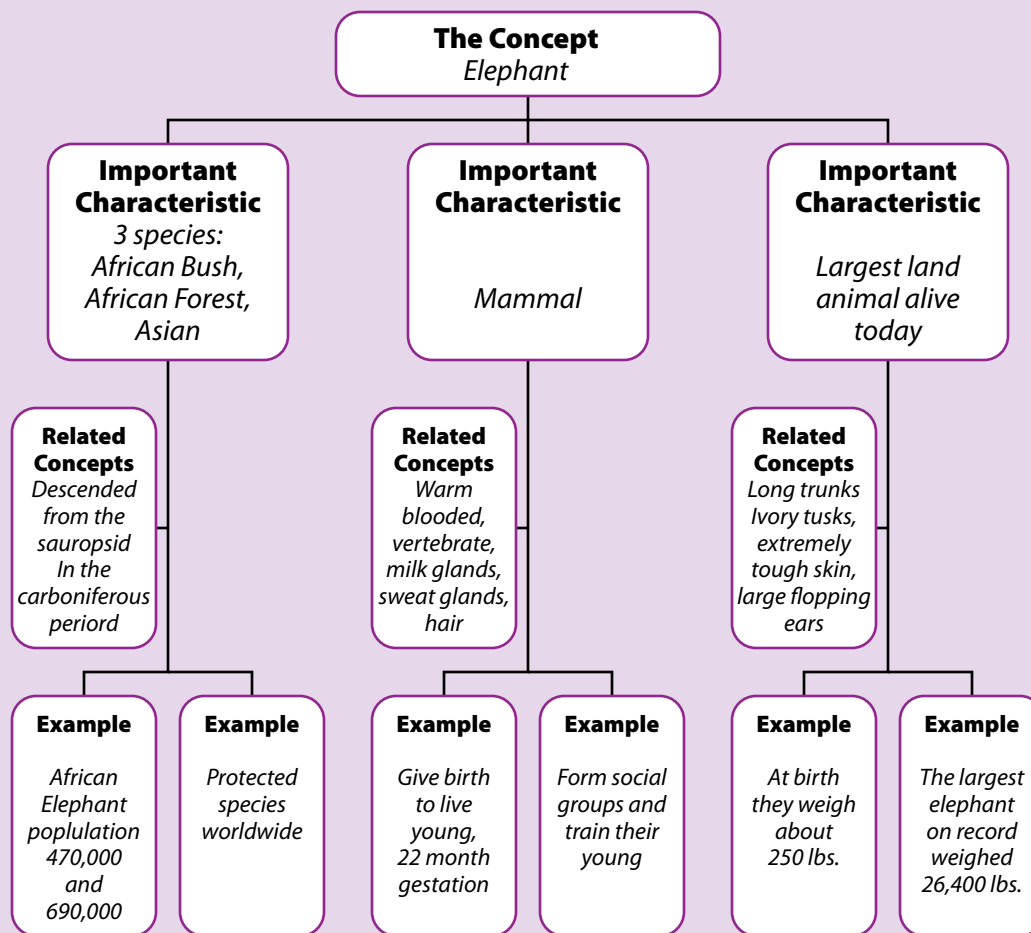 The Concept
Elephant
Important
Characteristic
3 species:
African Bush,
African Forest,
Asian
Important
Characteristic
Mammal
Important
Characteristic
Largest land
animal alive
today
Related
Concepts
Descended
from the
sauropsid
In the
carboniferous
periord
Related
Concepts
Warm
blooded,
vertebrate,
milk glands,
sweat glands,
hair
Related
Concepts
Long trunks
Ivory tusks,
extremely
tough skin,
large flopping
ears
Example
African
Elephant
poplulation
470,000
and
690,000
Example
Protected
species
worldwide
Example
Give birth
to live
young,
22 month
gestation
Example
Form social
groups and
train their
young
Example
At birth
they weigh
about
250 lbs.
Example
The largest
elephant
on record
weighed
26,400 lbs.